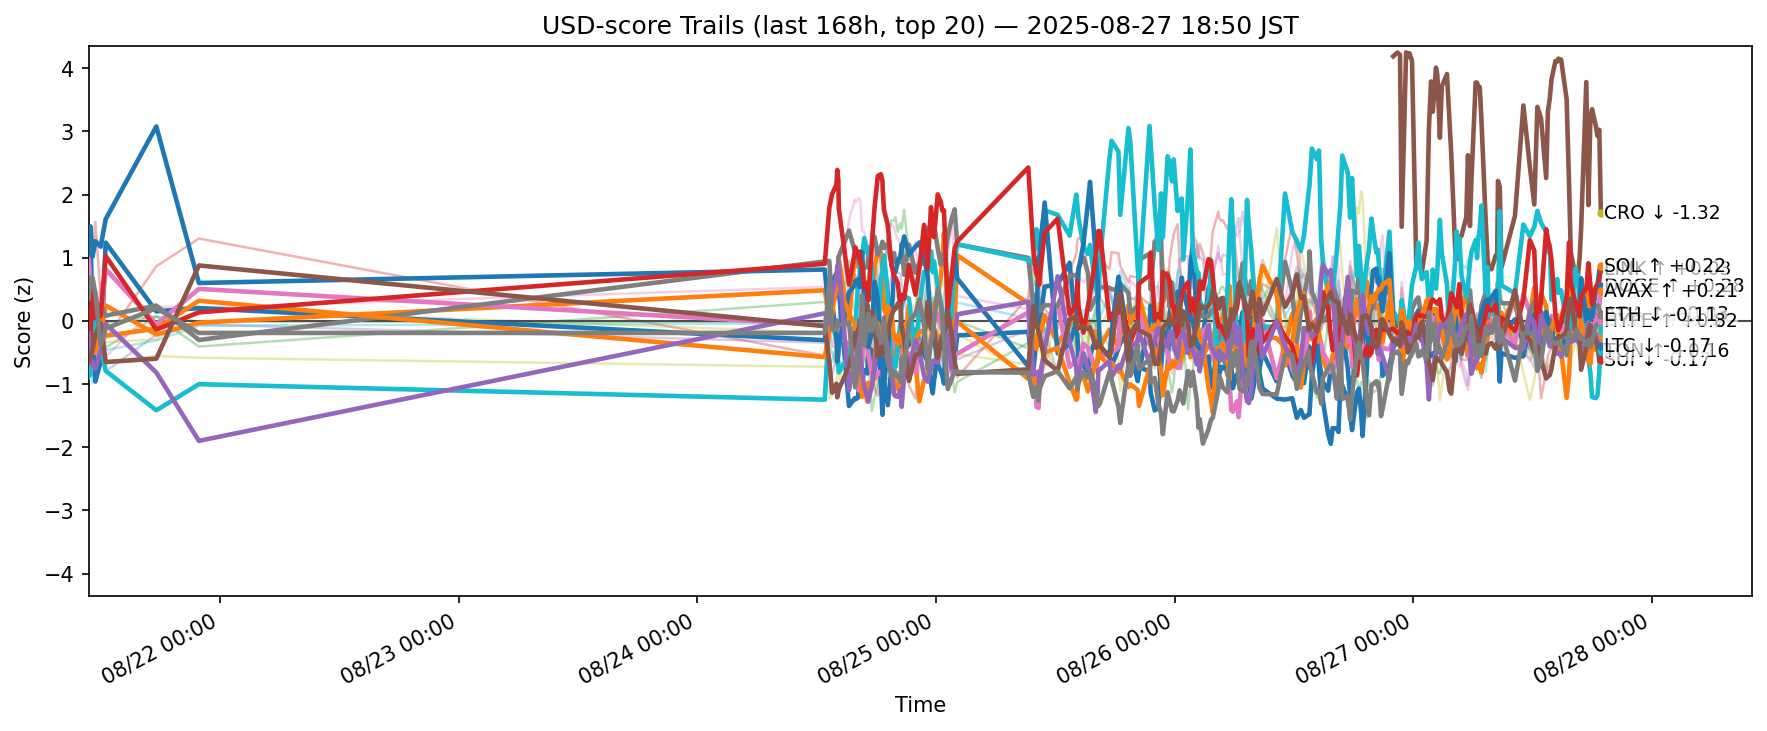 USD-score Trails (last 168h, top 20) — 2025-08-27 18:50 JST
Score (z)
4
3
2
1
0
−1
−2
−3
−4
CRO ↓ -1.32
SOL ↑ +0.22
AVAX ↑ +0.21
ETH ↓ -0.11
LTC ↓ -0.17
SUI ↓ -0.17
08/22 00:00
08/23 00:00
08/24 00:00
08/25 00:00
08/26 00:00
08/27 00:00
08/28 00:00
Time